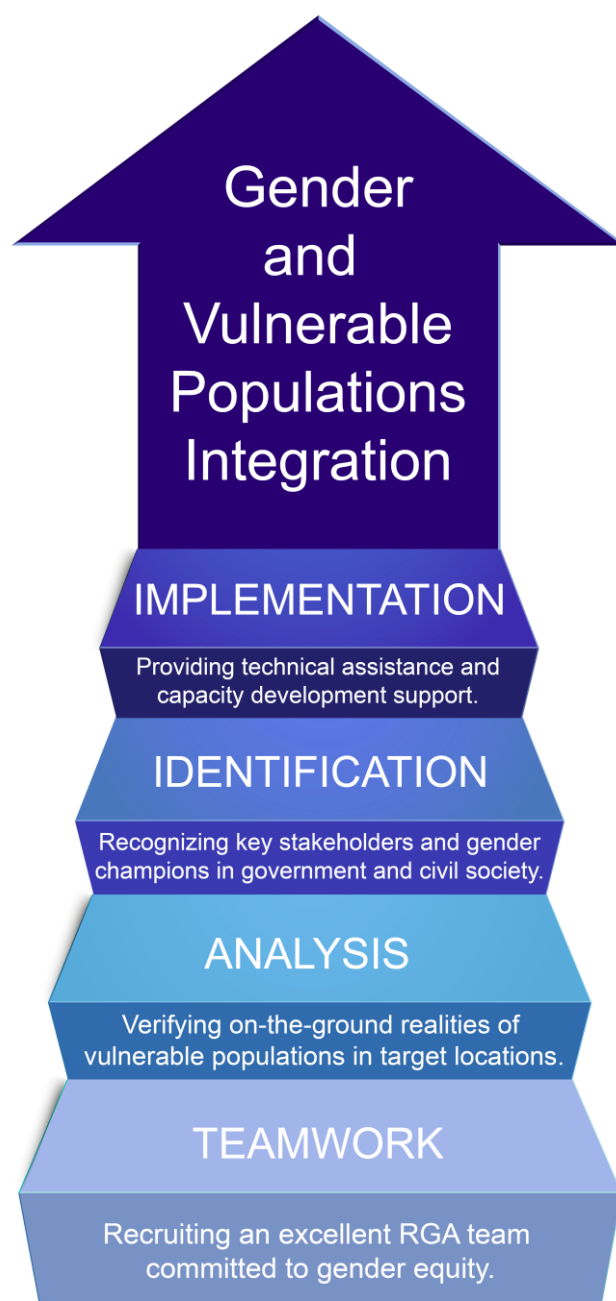 Gender
and
Vulnerable
Populations
Integration
IMPLEMENTATION
Providing technical assistance and
capacity development support.
IDENTIFICATION
Recognizing key stakeholders and gender
champions in government and civil society.
ANALYSIS
Verifying on-the-ground realities of
vulnerable populations in target locations.
TEAMWORK
Recruiting an excellent RGA team
committed to gender equity.